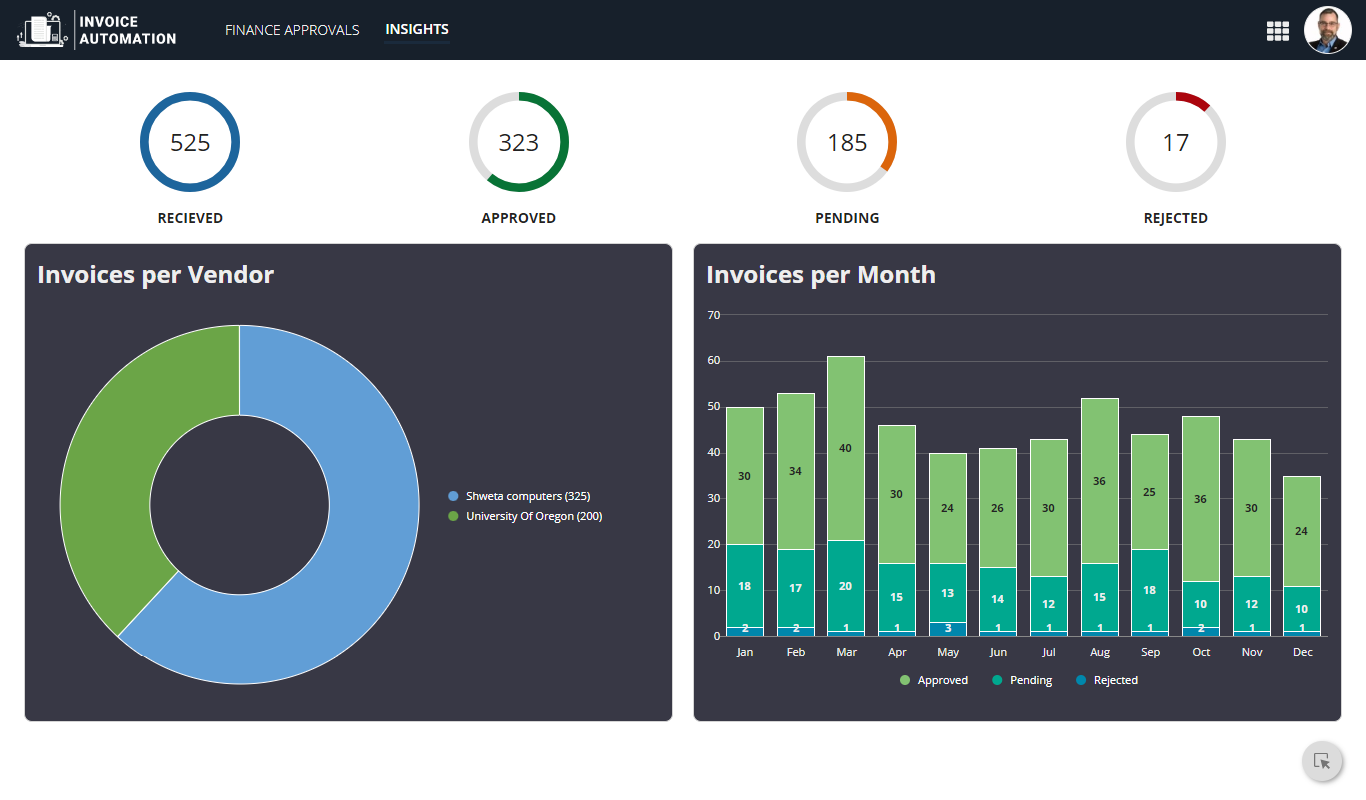 INVOICE
AUTOMATION
FINANCE APPROVALS
INSIGHTS
525
323
185
17
RECIEVED
APPROVED
PENDING
REJECTED
Invoices per Vendor
Shweta computers (325)
University Of Oregon (200)
Invoices per Month
70
60
50
40
30
20
10
0
30 34 40 30 24 26 30 36 25 36 30 24
18 17 20 15 13 14 12 15 18 10 12 10
2 2 1 1 3 1 1 1 1 2 1 1
Jan Feb Mar Apr May Jun Jul Aug Sep Oct Nov Dec
Approved Pending Rejected